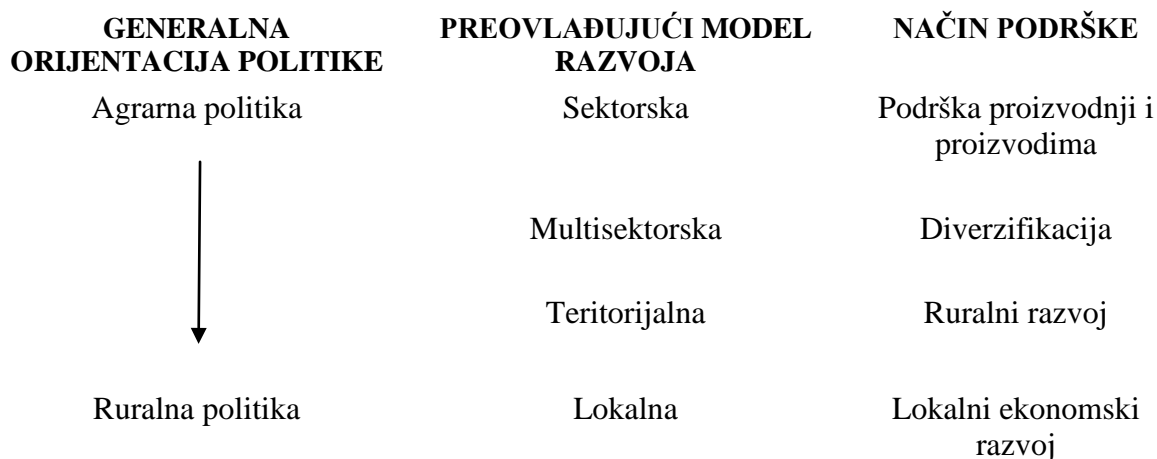 GENERALNA
ORIJENTACIJA POLITIKE
PREOVLAĐUJUĆI MODEL
RAZVOJA
NAČIN PODRŠKE
Agrarna politika
Sektorska
Podrška proizvodnji i
proizvodima
Multisektorska
Diverzifikacija
Teritorijalna
Ruralni razvoj
Ruralna politika
Lokalna
Lokalni ekonomski
razvoj